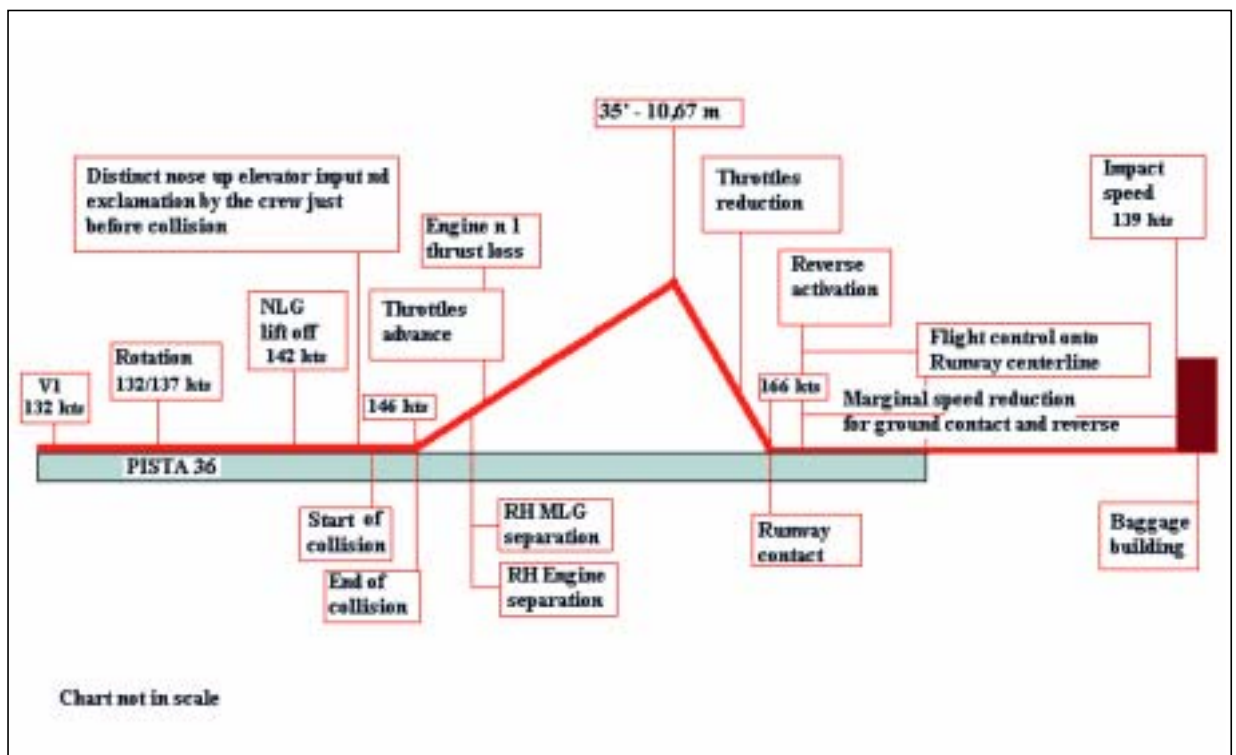 35' - 10,67 m
Distinct nose up elevator input nd
exclamation by the crew just
before collision
Throttles
reduction
Impact
speed
139 kts
Engine n 1
thrust loss
Reverse
activation
NLG
lift off
142 kts
Throttles
advance
Flight control onto
Runway centerline
Rotation
132/137 kts
V1
132 kts
146 kts
166 kts
Marginal speed reduction
for ground contact and reverse
PISTA 36
Start of
collision
RH MLG
separation
Runway
contact
Baggage
building
End of
collision
RH Engine
separation
Chart not in scale